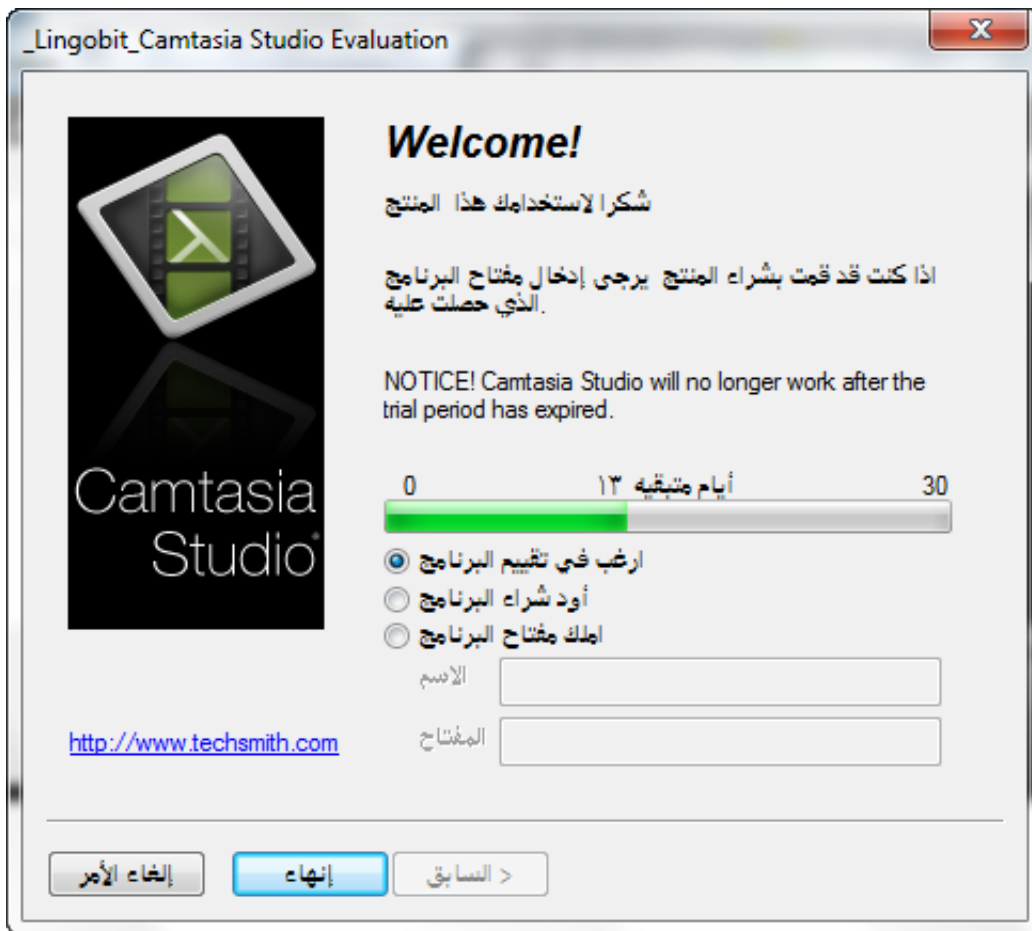 _Lingobit_Camtasia Studio Evaluation
Welcome!
شكرا لاستخدامك هذا المنتج
اذا كنت قد قمت بشراء المنتج يرجى إدخال مفتاح البرنامج
الذي حصلت عليه.
NOTICE! Camtasia Studio will no longer work after the
trial period has expired.
0 أيام متبقيه ١٣ 30
ارغب في تقييم البرنامج
أود شراء البرنامج
املك مفتاح البرنامج
الاسم
المفتاح
Camtasia
Studio®
http://www.techsmith.com
إلغاء الأمر
إنهاء
< السابق